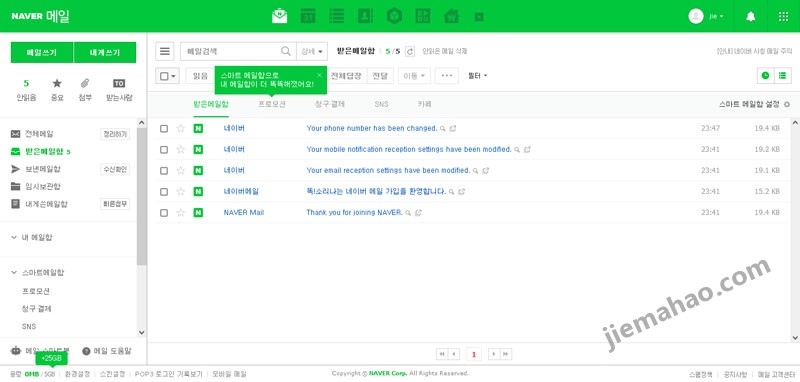 NAVER 메일
jie
메일쓰기 내게쓰기
5
안읽음 중요 첨부 TO 받는사람
전체메일 정리하기
받은메일함 5
보낸메일함 수신확인
임시보관함
내게쓴메일함 빠른첨부
내 메일함
스마트메일함
프로모션
청구결제
SNS
메일 도움말
메일검색 상세
받은메일함 5 / 5 안읽은 메일 삭제
[안내] 네이버 사칭 메일 주의
읽음
스마트 메일함으로
내 메일함이 더 똑똑해졌어요!
전체답장 전달 이동 필터
받은메일함 프로모션 청구결제 SNS 카페 스마트 메일함 설정
N 네이버 Your phone number has been changed. 23:47 19.4 KB
N 네이버 Your mobile notification reception settings have been modified. 23:41 19.2 KB
N 네이버 Your email reception settings have been modified. 23:41 19.1 KB
N 네이버메일 똑!소리나는 네이버 메일 가입을 환영합니다. 23:41 15.2 KB
N NAVER Mail Thank you for joining NAVER. 23:41 19.4 KB
jiemahao.com
1
+25GB
용량 0MB / 5GB 환경설정 스킨설정 POP3 로그인 기록보기 모바일 메일
Copyright © NAVER Corp. All Rights Reserved.
스팸정책 공지사항 메일 고객센터